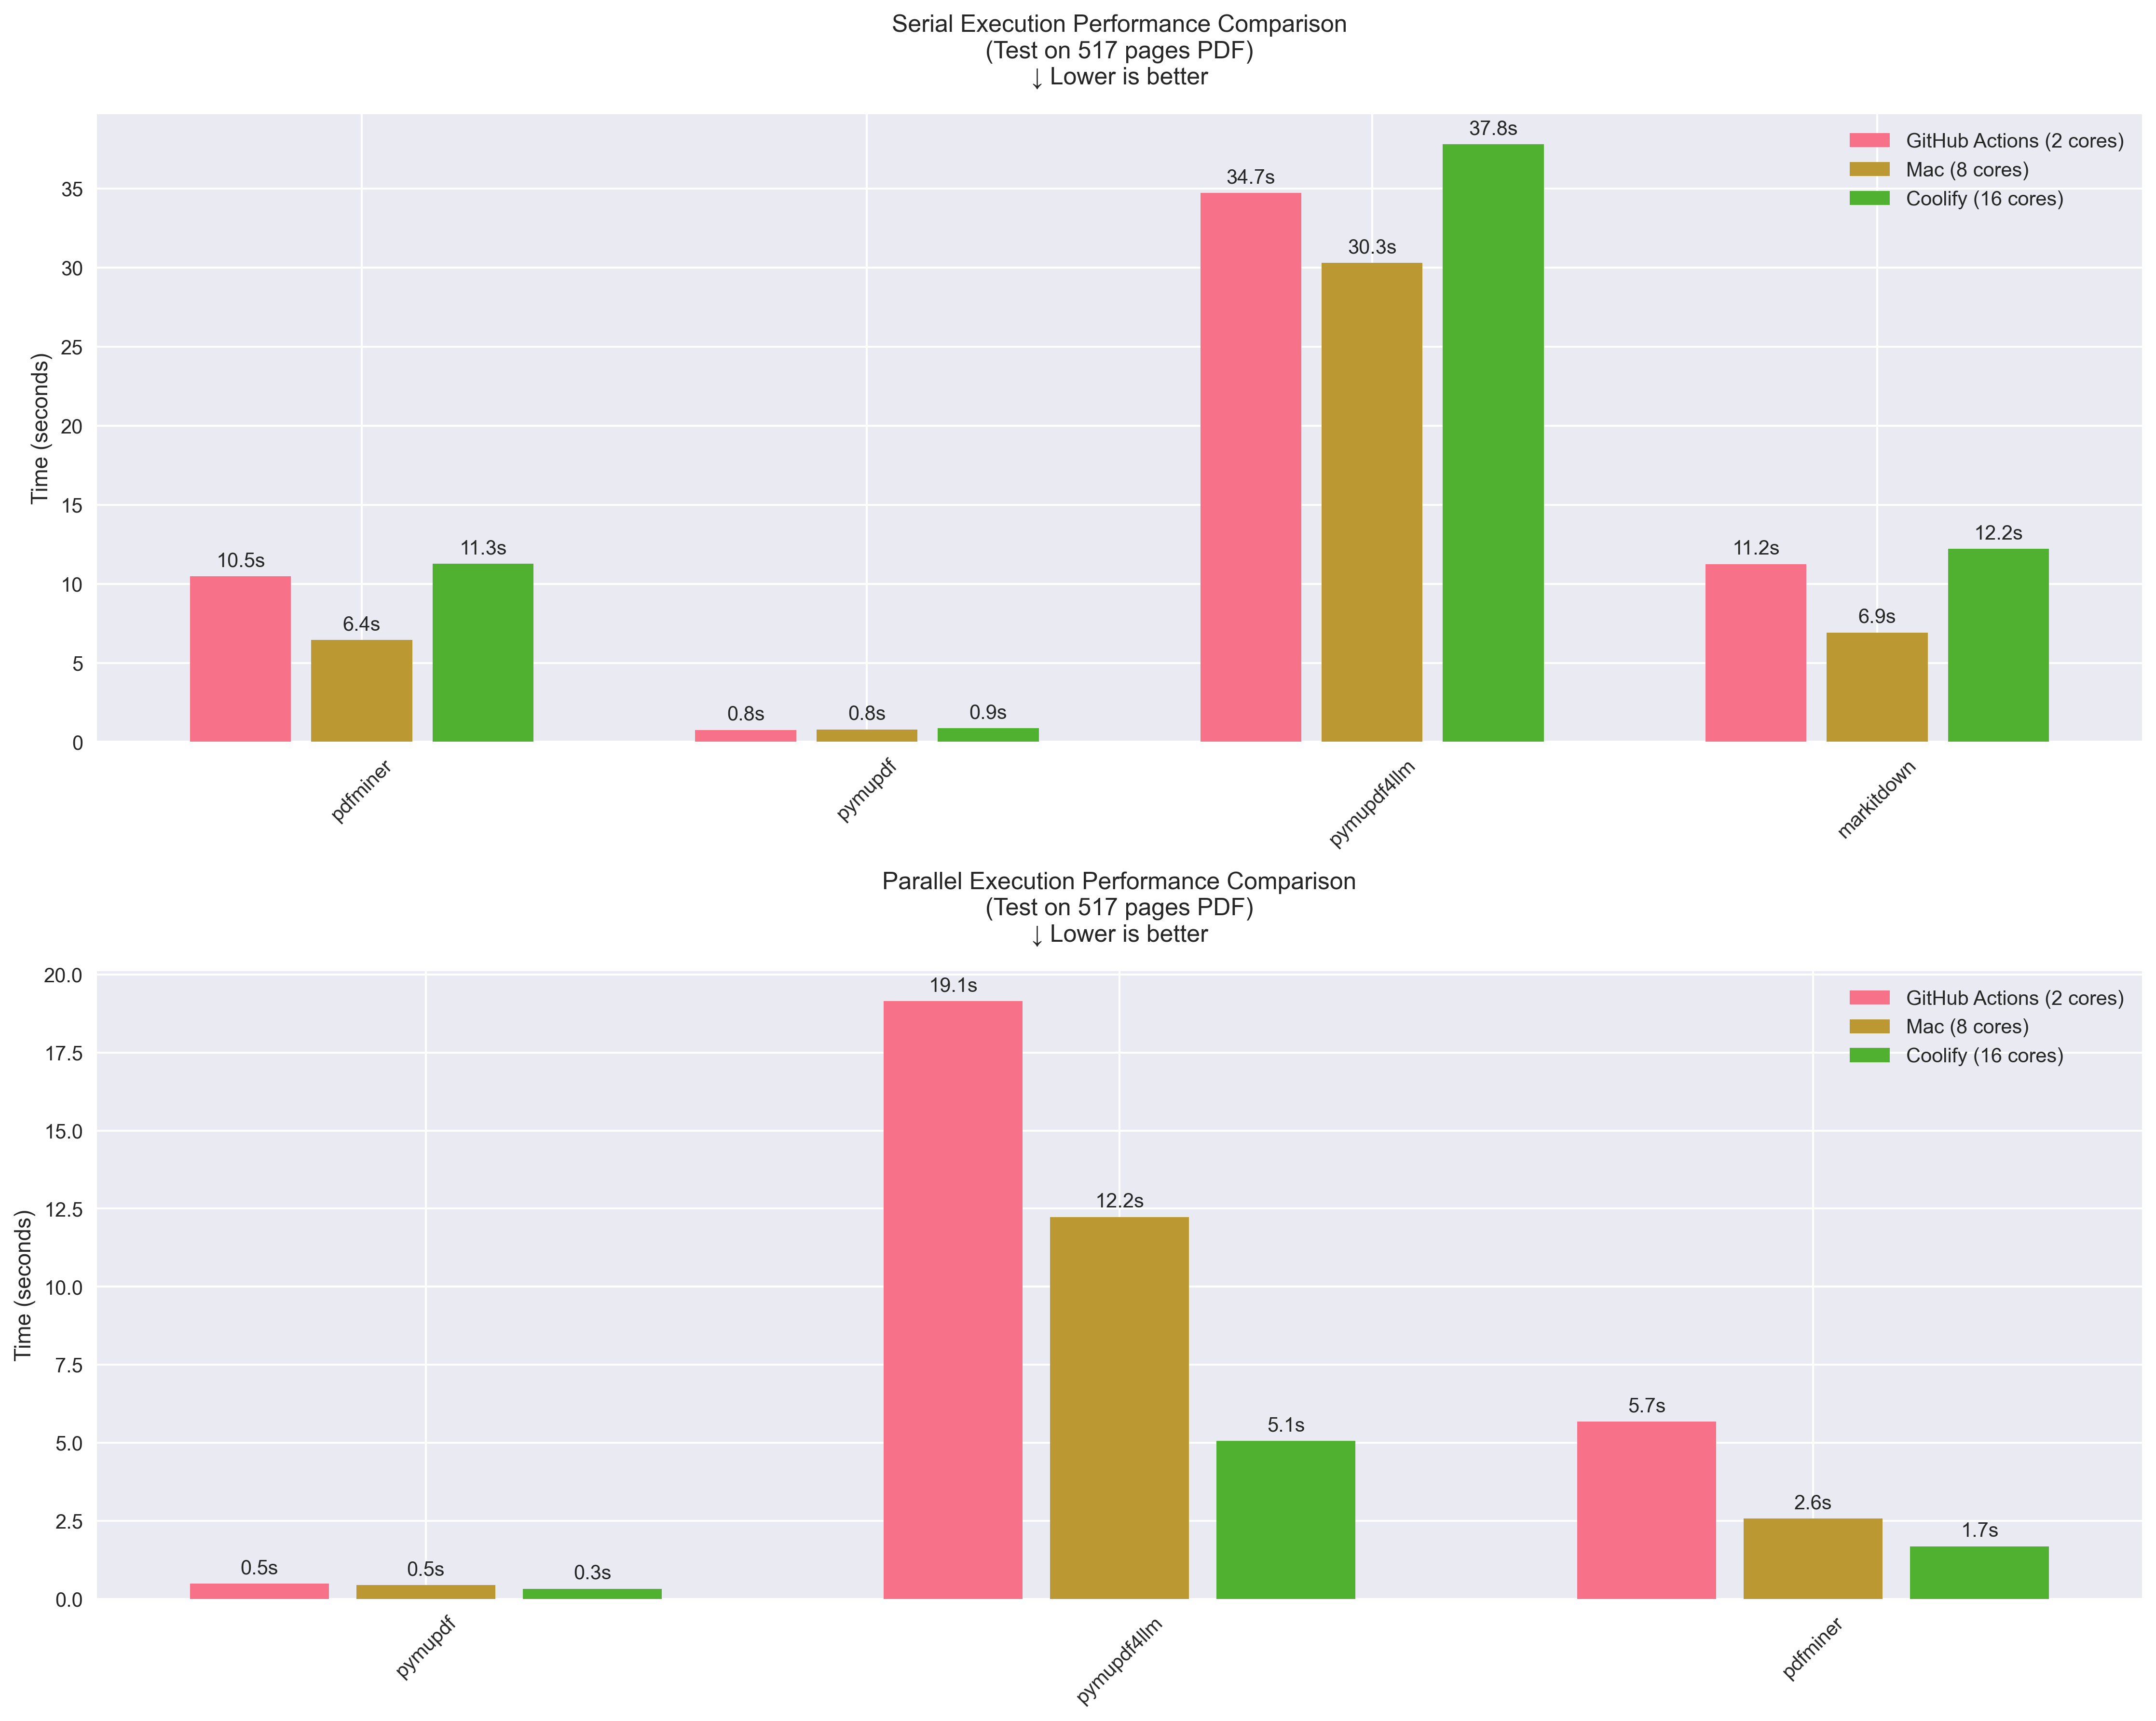 Serial Execution Performance Comparison
(Test on 517 pages PDF)
↓ Lower is better
GitHub Actions (2 cores)
Mac (8 cores)
Coolify (16 cores)
Time (seconds)
35
30
25
20
15
10
5
0
10.5s
6.4s
11.3s
0.8s
0.8s
0.9s
34.7s
30.3s
37.8s
11.2s
6.9s
12.2s
pdfminer
pymupdf
pymupdf4llm
markitdown
Parallel Execution Performance Comparison
(Test on 517 pages PDF)
↓ Lower is better
GitHub Actions (2 cores)
Mac (8 cores)
Coolify (16 cores)
Time (seconds)
20.0
17.5
15.0
12.5
10.0
7.5
5.0
2.5
0.0
0.5s
0.5s
0.3s
19.1s
12.2s
5.1s
5.7s
2.6s
1.7s
pymupdf
pymupdf4llm
pdfminer